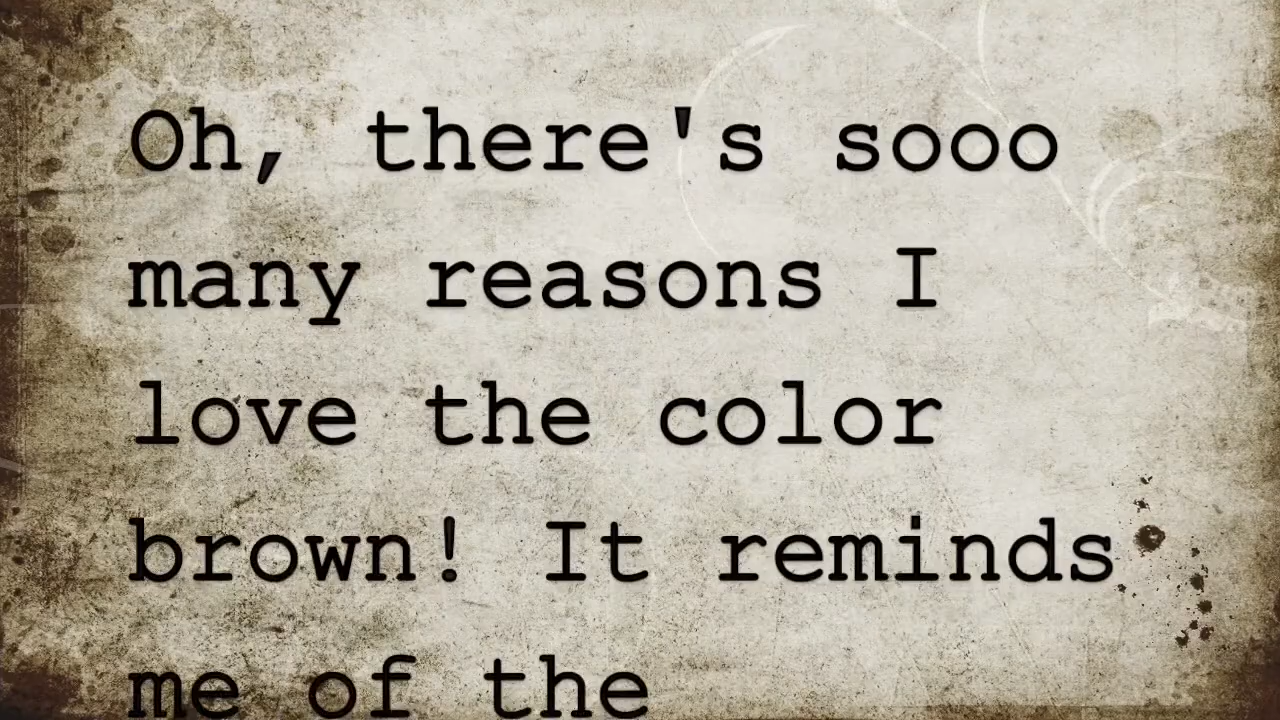 Oh, there's sooo
many reasons I
love the color
brown! It reminds
me of the